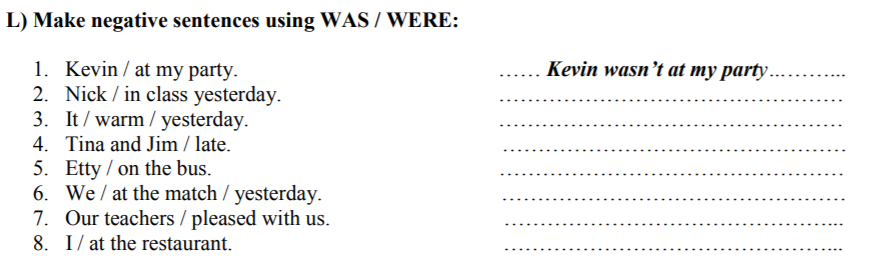 L) Make negative sentences using WAS / WERE:
1. Kevin / at my party. …… Kevin wasn’t at my party...……...
2. Nick / in class yesterday. ……………………………………
3. It / warm / yesterday. ……………………………………
4. Tina and Jim / late. ……………………………………
5. Etty / on the bus. ……………………………………
6. We / at the match / yesterday. ……………………………………
7. Our teachers / pleased with us. …………………………………...
8. I / at the restaurant. …………………………………...